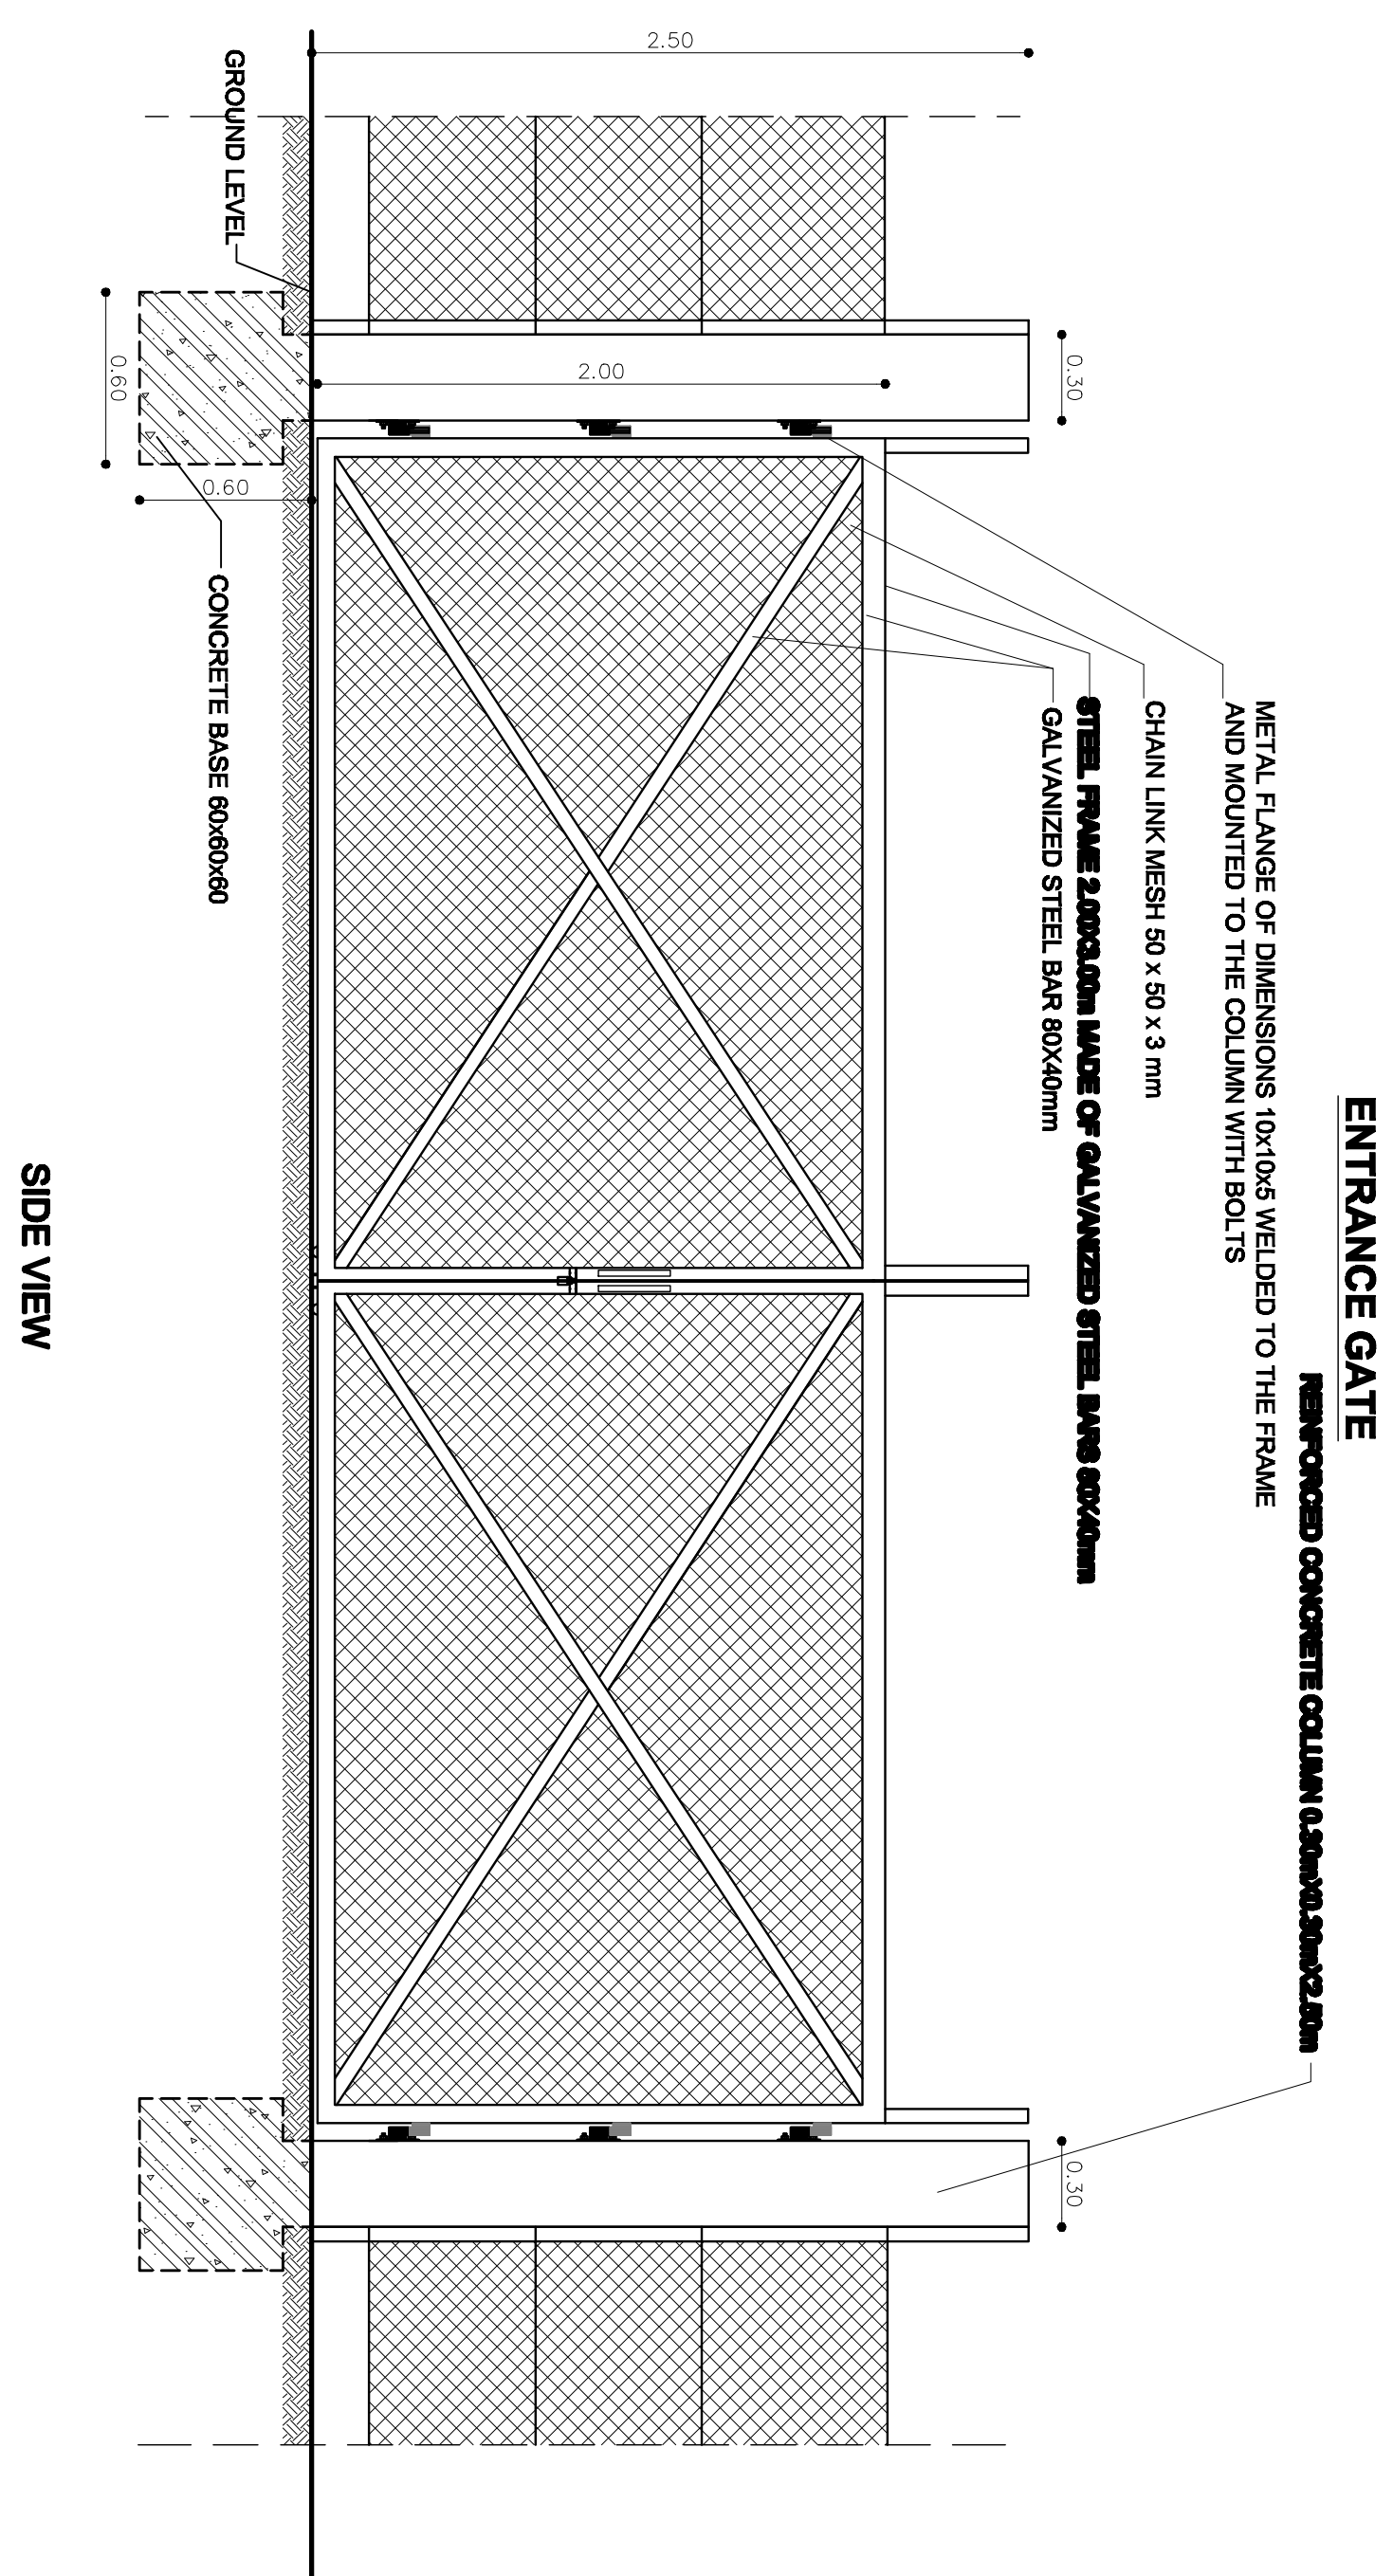 ENTRANCE GATE
REINFORCED CONCRETE COLUMN 0.30mX0.30mX2.50m
METAL FLANGE OF DIMENSIONS 10x10x5 WELDED TO THE FRAME
AND MOUNTED TO THE COLUMN WITH BOLTS
CHAIN LINK MESH 50 x 50 x 3 mm
STEEL FRAME 2.00X3.00m MADE OF GALVANIZED STEEL BARS 80X40mm
GALVANIZED STEEL BAR 80X40mm
0.30
0.30
2.50
2.00
GROUND LEVEL
0.60
CONCRETE BASE 60x60x60
0.60
SIDE VIEW